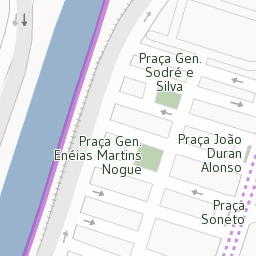 Praça Gen.
Sodré e
Silva
Praça João
Duran
Alonso
Praça Gen.
Enéias Martins
Nogue
Praça
Soneto